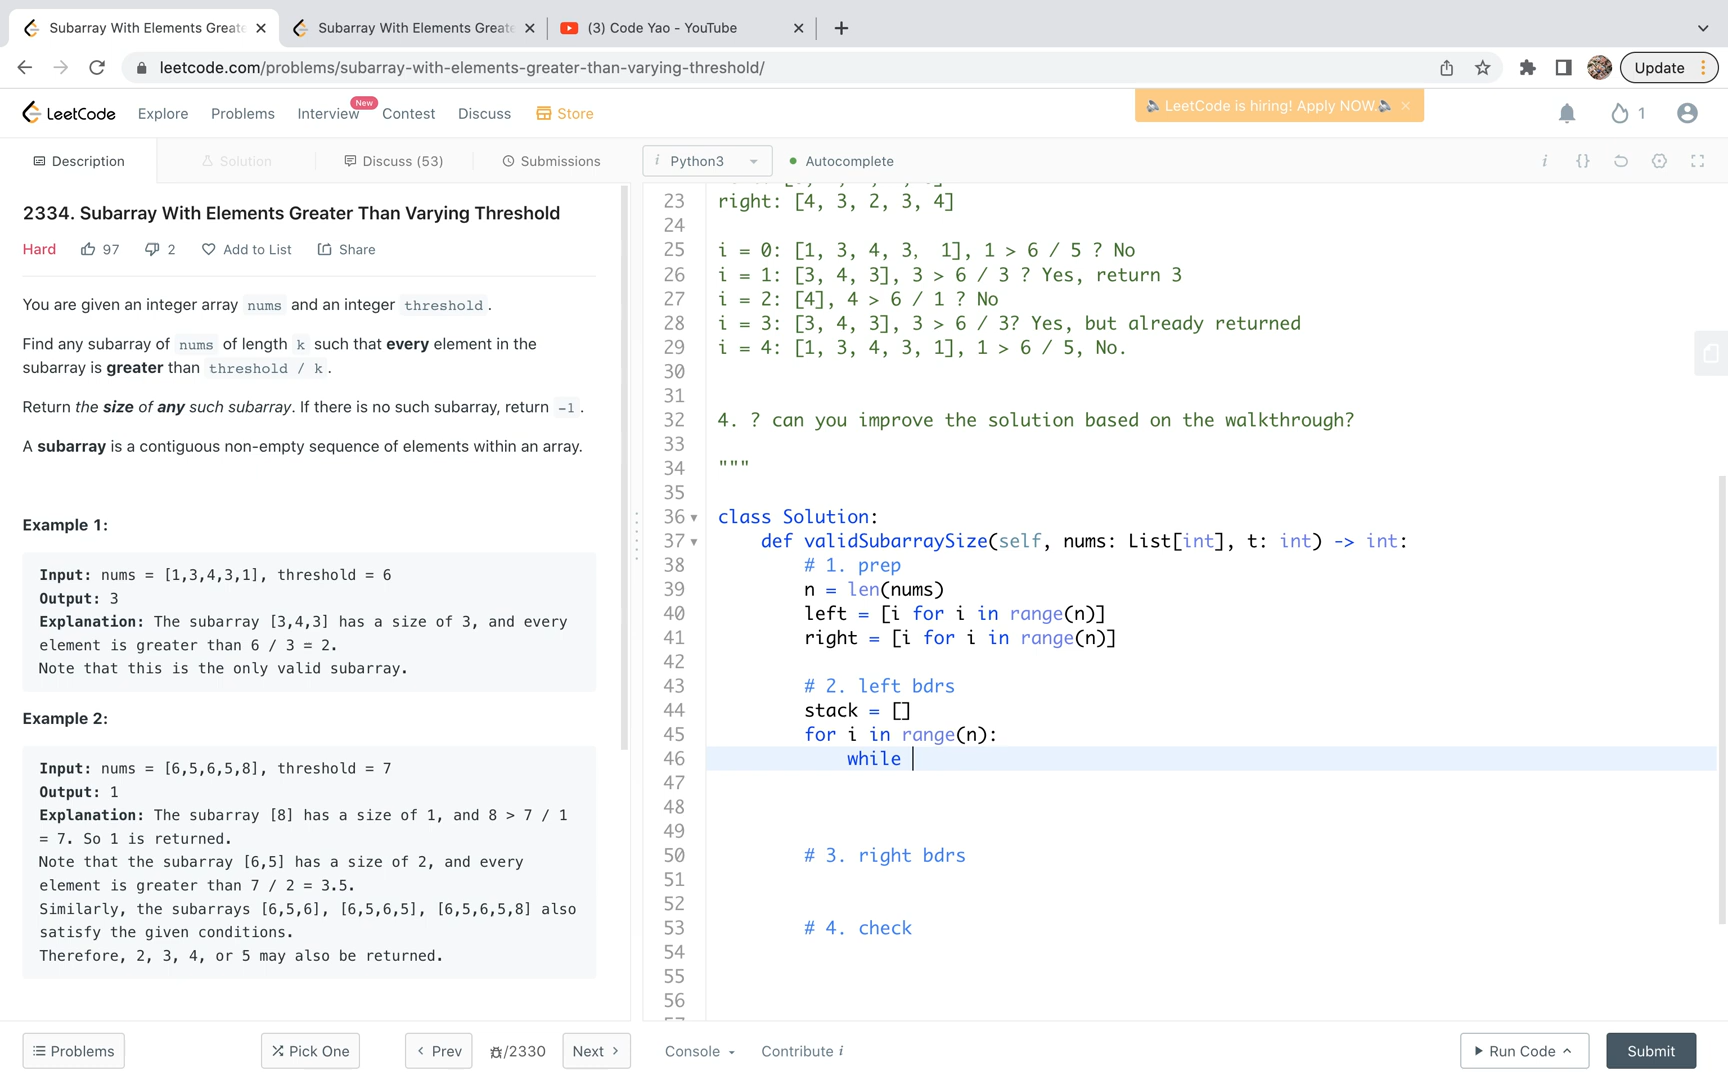 Subarray With Elements Greate
Subarray With Elements Greate
(3) Code Yao - YouTube
leetcode.com/problems/subarray-with-elements-greater-than-varying-threshold/
Update
LeetCode
Explore
Problems
Interview
New
Contest
Discuss
Store
LeetCode is hiring! Apply NOW.
1
Description
Solution
Discuss (53)
Submissions
i Python3
Autocomplete
2334. Subarray With Elements Greater Than Varying Threshold
Hard
97
2
Add to List
Share
You are given an integer array nums and an integer threshold.
Find any subarray of nums of length k such that every element in the
subarray is greater than threshold / k.
Return the size of any such subarray. If there is no such subarray, return -1.
A subarray is a contiguous non-empty sequence of elements within an array.
Example 1:
Input: nums = [1,3,4,3,1], threshold = 6
Output: 3
Explanation: The subarray [3,4,3] has a size of 3, and every
element is greater than 6 / 3 = 2.
Note that this is the only valid subarray.
Example 2:
Input: nums = [6,5,6,5,8], threshold = 7
Output: 1
Explanation: The subarray [8] has a size of 1, and 8 > 7 / 1
= 7. So 1 is returned.
Note that the subarray [6,5] has a size of 2, and every
element is greater than 7 / 2 = 3.5.
Similarly, the subarrays [6,5,6], [6,5,6,5], [6,5,6,5,8] also
satisfy the given conditions.
Therefore, 2, 3, 4, or 5 may also be returned.
23 right: [4, 3, 2, 3, 4]
24
25 i = 0: [1, 3, 4, 3, 1], 1 > 6 / 5 ? No
26 i = 1: [3, 4, 3], 3 > 6 / 3 ? Yes, return 3
27 i = 2: [4], 4 > 6 / 1 ? No
28 i = 3: [3, 4, 3], 3 > 6 / 3? Yes, but already returned
29 i = 4: [1, 3, 4, 3, 1], 1 > 6 / 5, No.
30
31
32 4. ? can you improve the solution based on the walkthrough?
33
34 """
35
36 class Solution:
37 def validSubarraySize(self, nums: List[int], t: int) -> int:
38 # 1. prep
39 n = len(nums)
40 left = [i for i in range(n)]
41 right = [i for i in range(n)]
42
43 # 2. left bdrs
44 stack = []
45 for i in range(n):
46 while
47
48
49
50 # 3. right bdrs
51
52
53 # 4. check
54
55
56
Problems
Pick One
Prev
/2330
Next
Console
Contribute i
Run Code
Submit